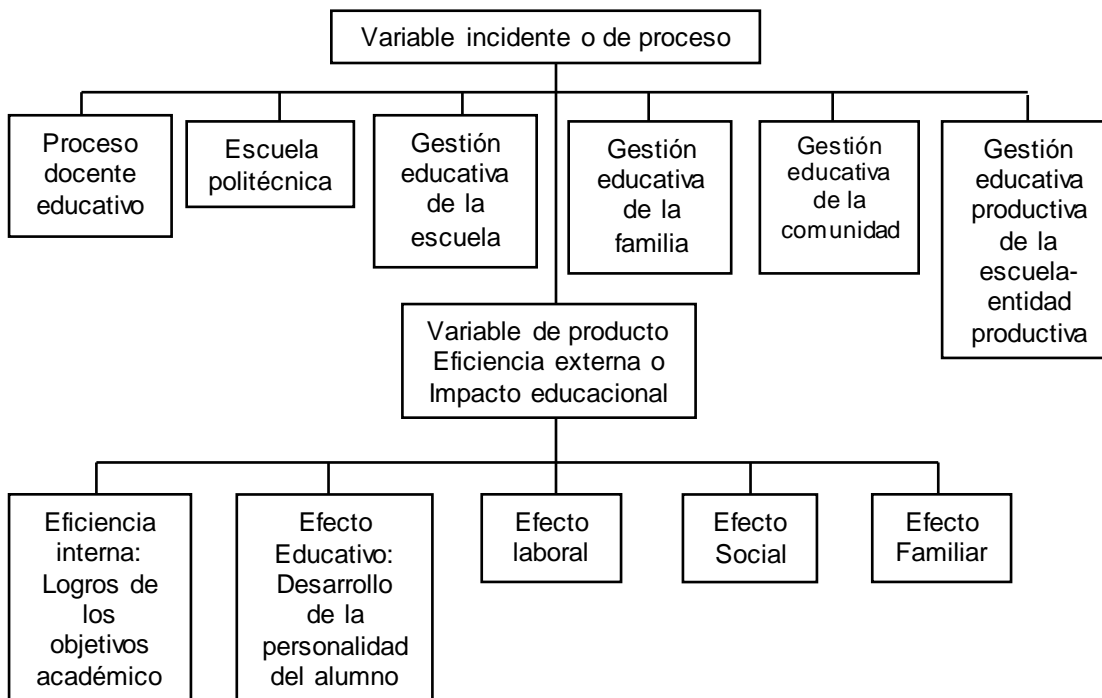 Variable incidente o de proceso
Proceso
docente
educativo
Escuela
politécnica
Gestión
educativa
de la
escuela
Gestión
educativa
de la
familia
Gestión
educativa
de la
comunidad
Gestión
educativa
productiva
de la
escuela-
entidad
productiva
Variable de producto
Eficiencia externa o
Impacto educacional
Eficiencia
interna:
Logros de
los
objetivos
académico
Efecto
Educativo:
Desarrollo
de la
personalidad
del alumno
Efecto
laboral
Efecto
Social
Efecto
Familiar